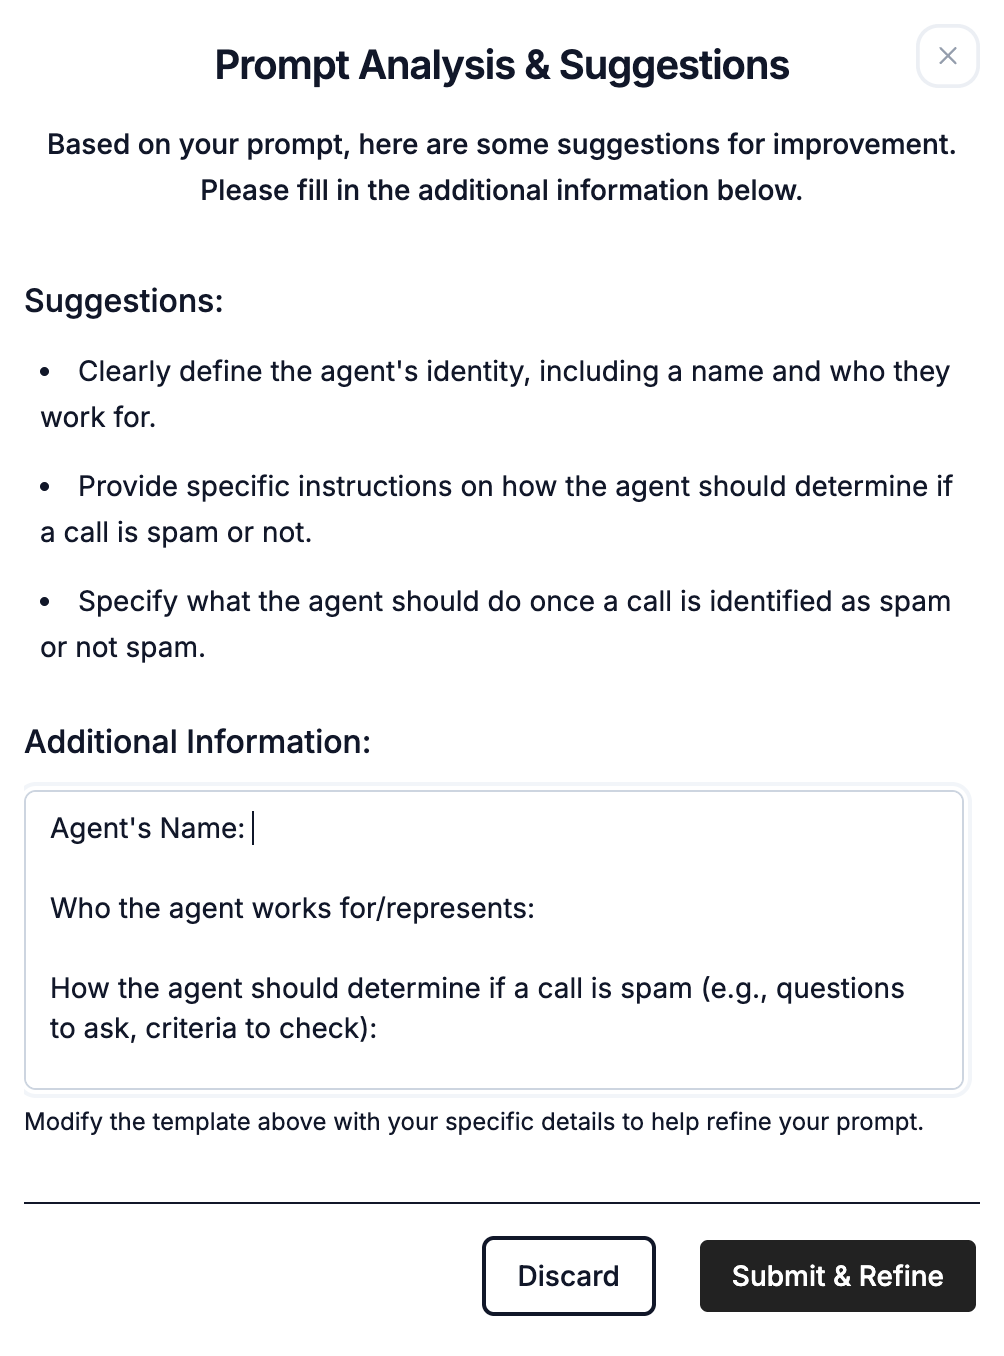 Prompt Analysis & Suggestions
Based on your prompt, here are some suggestions for improvement.
Please fill in the additional information below.
Suggestions:
• Clearly define the agent's identity, including a name and who they
work for.
• Provide specific instructions on how the agent should determine if
a call is spam or not.
• Specify what the agent should do once a call is identified as spam
or not spam.
Additional Information:
Agent's Name:
Who the agent works for/represents:
How the agent should determine if a call is spam (e.g., questions
to ask, criteria to check):
Modify the template above with your specific details to help refine your prompt.
Discard
Submit & Refine